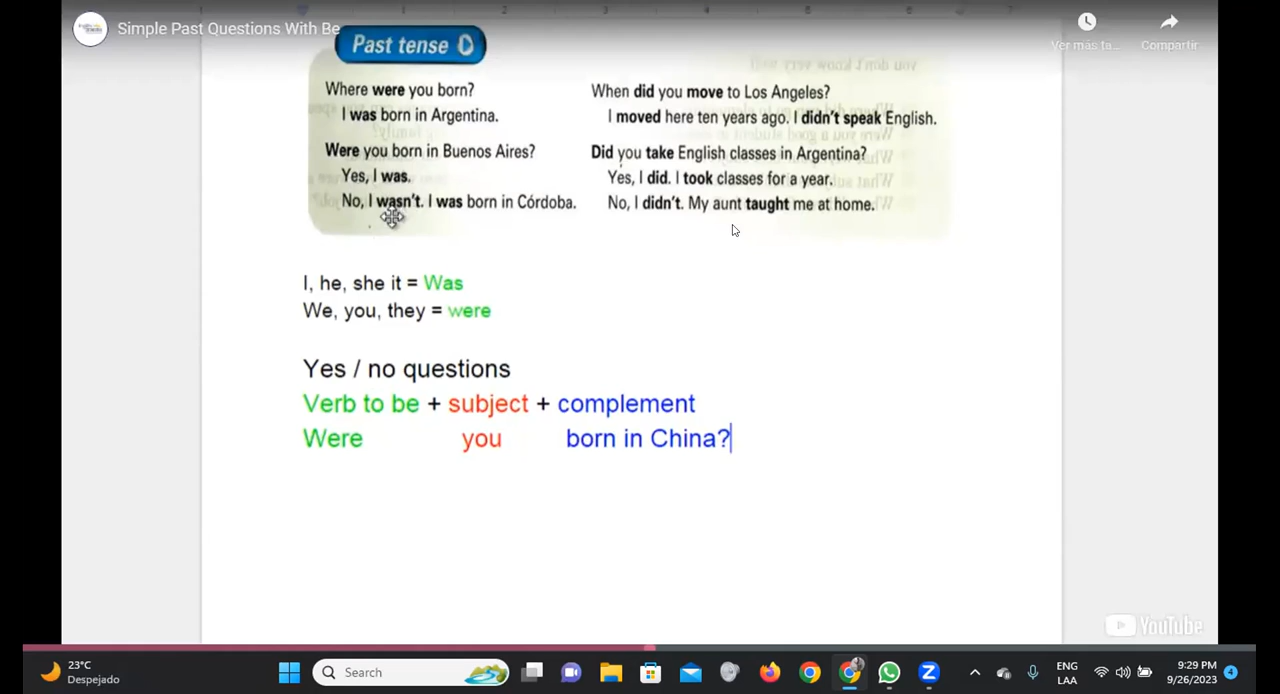 Simple Past Questions With Be
Ver más ta...
Compartir
Past tense
Where were you born?
I was born in Argentina.
Were you born in Buenos Aires?
Yes, I was.
No, I wasn't. I was born in Córdoba.
When did you move to Los Angeles?
I moved here ten years ago. I didn't speak English.
Did you take English classes in Argentina?
Yes, I did. I took classes for a year.
No, I didn't. My aunt taught me at home.
I, he, she it = Was
We, you, they = were
Yes / no questions
Verb to be + subject + complement
Were you born in China?
YouTube
23°C
Despejado
Search
ENG
LAA
9:29 PM
9/26/2023
4